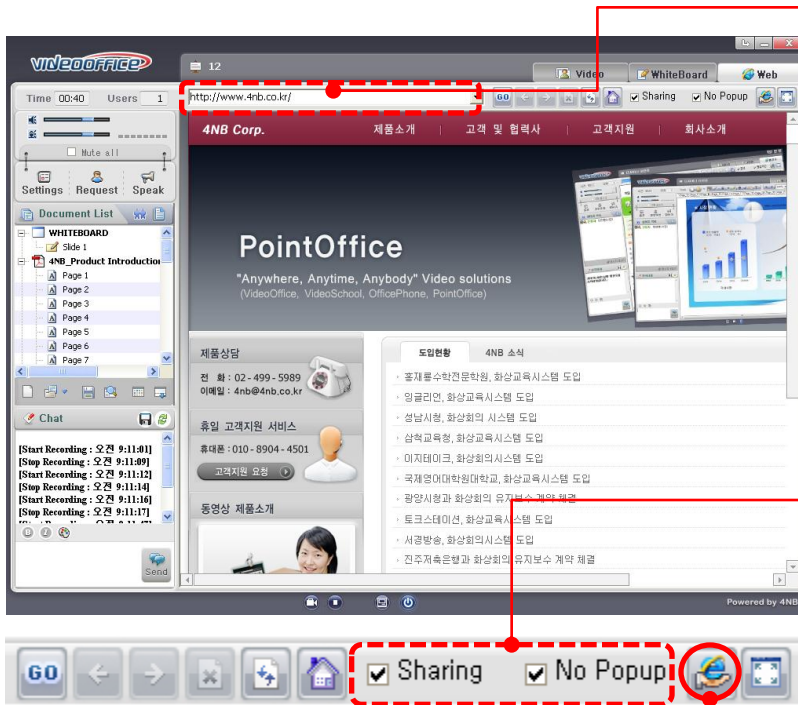 VIDEOOFFICE
12
Video
WhiteBoard
Web
Time 00:40 Users 1
http://www.4nb.co.kr/
GO
Sharing
No Popup
Mute all
Settings Request Speak
Document List
WHITEBOARD
Slide 1
4NB_Product Introduction
Page 1
Page 2
Page 3
Page 4
Page 5
Page 6
Page 7
Chat
[Start Recording : 오전 9:11:01]
[Stop Recording : 오전 9:11:09]
[Start Recording : 오전 9:11:12]
[Stop Recording : 오전 9:11:14]
[Start Recording : 오전 9:11:16]
[Stop Recording : 오전 9:11:17]
Send
4NB Corp.
제품소개 | 고객 및 협력사 | 고객지원 | 회사소개
PointOffice
"Anywhere, Anytime, Anybody" Video solutions
(VideoOffice, VideoSchool, OfficePhone, PointOffice)
제품상담
전 화 : 02 - 499 - 5989
이메일 : 4nb@4nb.co.kr
휴일 고객지원 서비스
휴대폰 : 010 - 8904 - 4501
고객지원 요청
동영상 제품소개
도입현황
4NB 소식
홍재룡수학전문학원, 화상교육시스템 도입
잉글리언, 화상교육시스템 도입
성남시청, 화상회의 시스템 도입
삼척교육청, 화상교육시스템 도입
이지테이크, 화상회의시스템 도입
국제영어대학원대학교, 화상교육시스템 도입
광양시청과 화상회의 유지보수 계약 체결
토크스테이션, 화상교육시스템 도입
서경방송, 화상회의시스템 도입
진주저축은행과 화상회의 유지보수 계약 체결
Powered by 4NB
GO
Sharing
No Popup